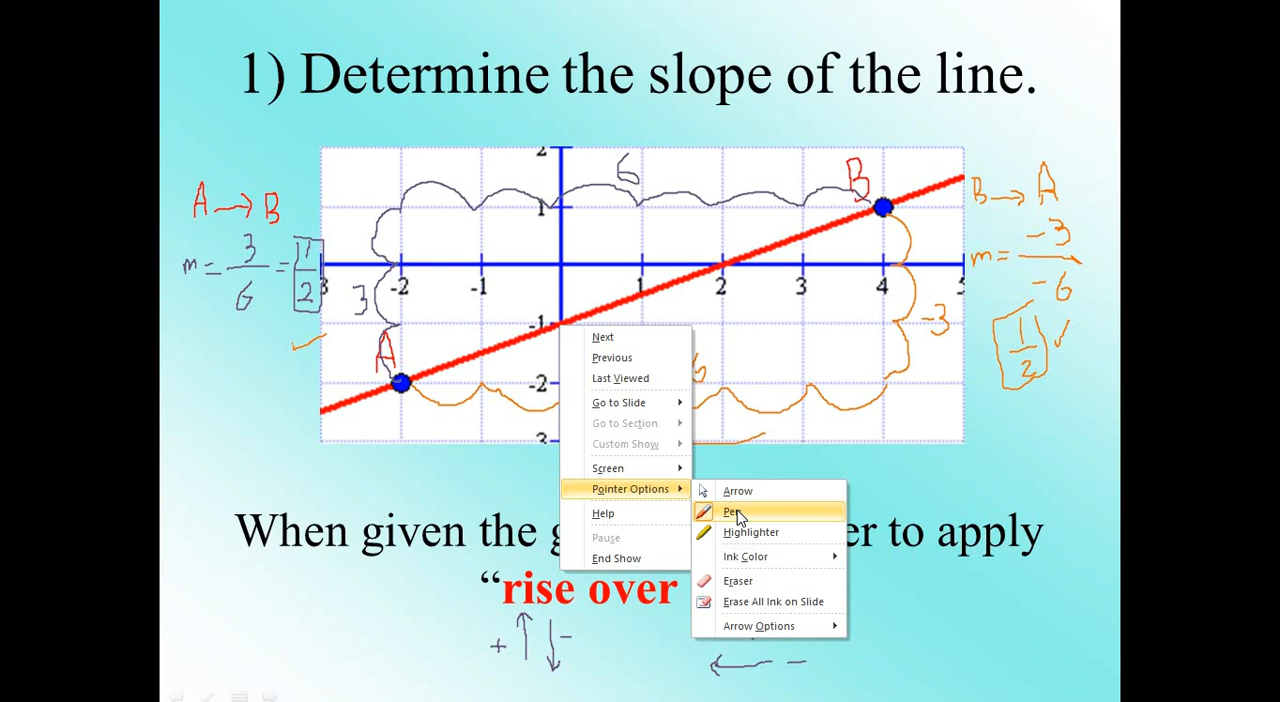 1) Determine the slope of the line.
2
6
B
A → B
B → A
1
m = 3/6 = 1/2
m = -3/-6
3 -2 -1 1 2 3 4
3
-3
-1
1/2
A
-2
6
3
Next
Previous
Last Viewed
Go to Slide
Go to Section
Custom Show
Screen
Pointer Options
Help
Pause
End Show
Arrow
Pen
Highlighter
Ink Color
Eraser
Erase All Ink on Slide
Arrow Options
When given the to apply
“rise over
+ ↑ ↓ -
← -